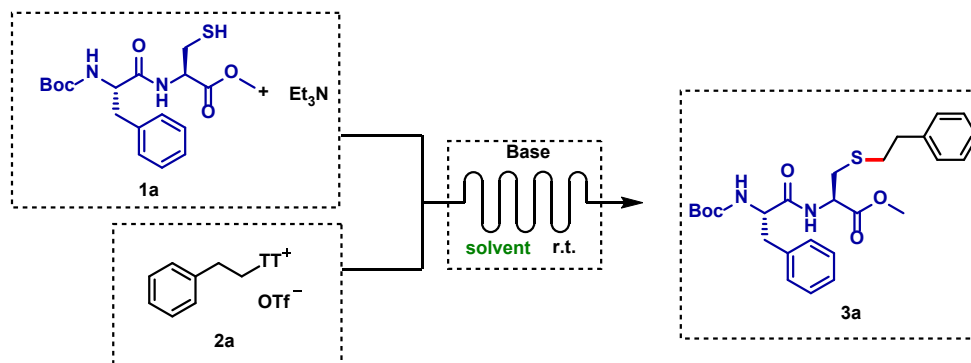 SH
O
H
N
Boc
N
H
O
O
+
Et₃N
1a
TT⁺
OTf⁻
2a
Base
solvent
r.t.
S
O
H
N
Boc
N
H
O
O
3a